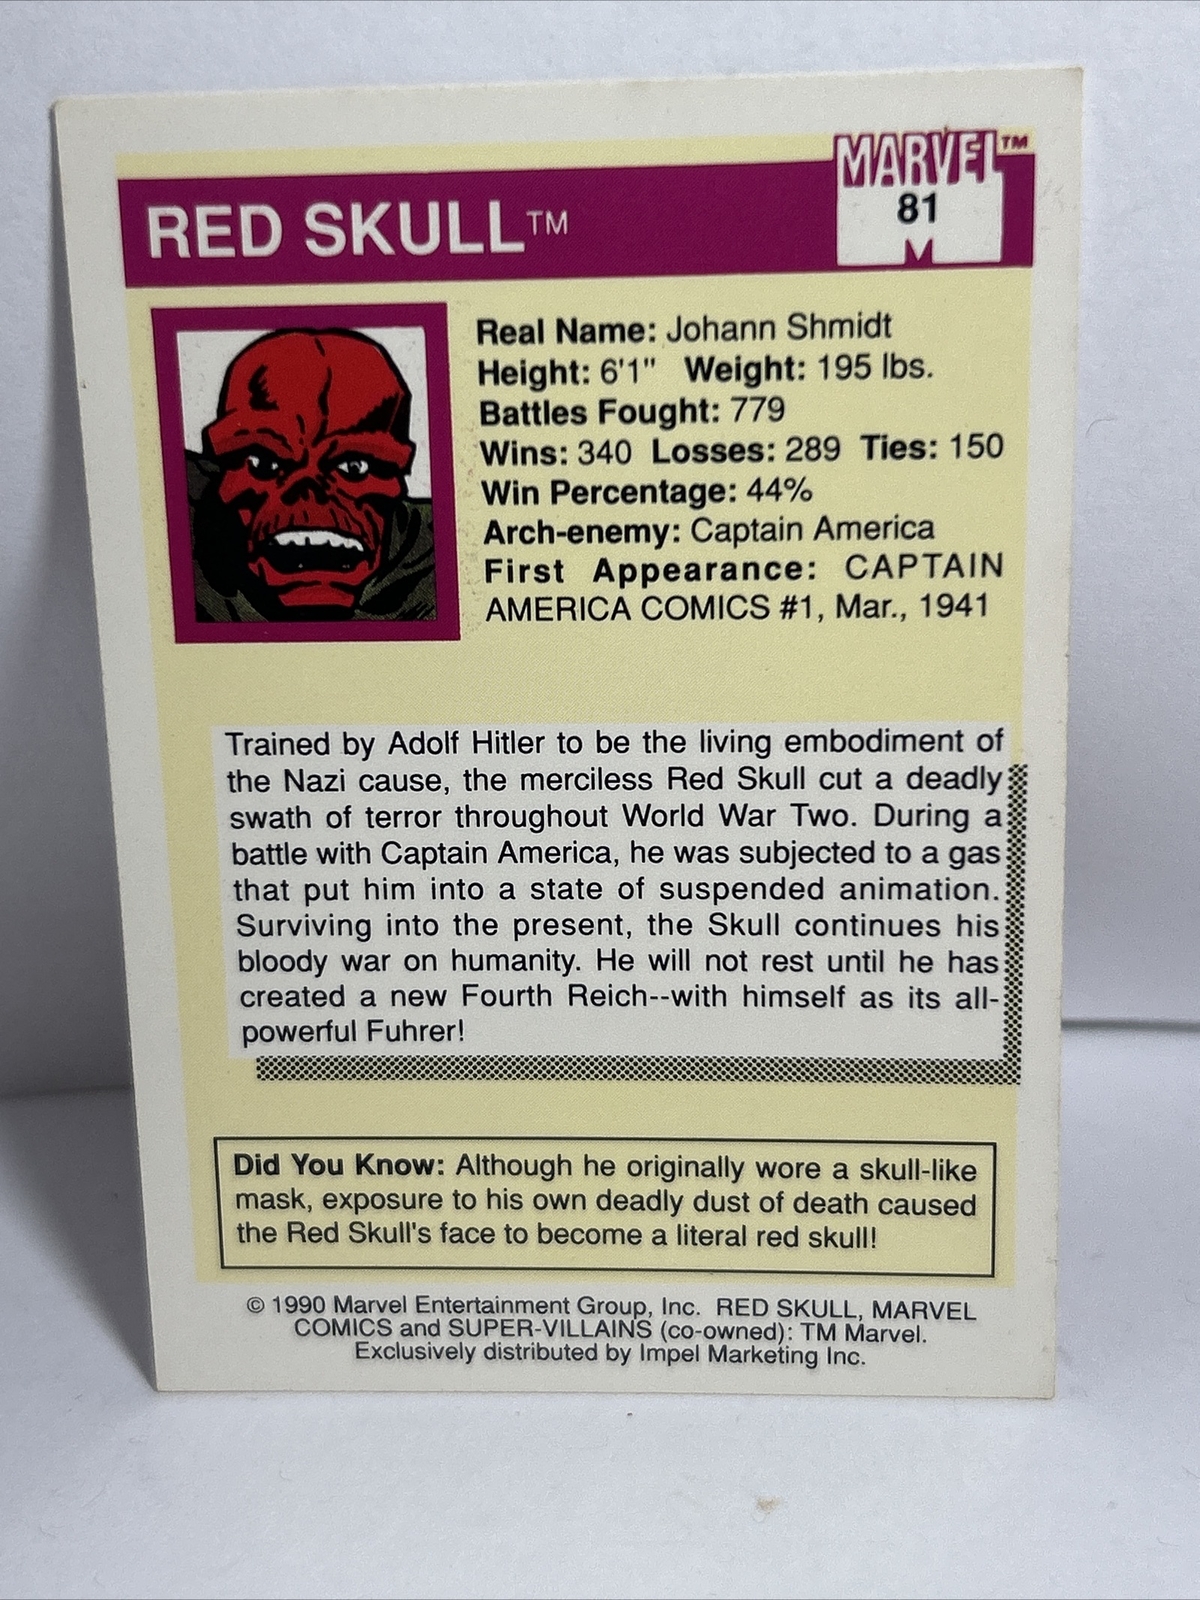 MARVEL™
81
RED SKULL™
Real Name: Johann Shmidt
Height: 6'1" Weight: 195 lbs.
Battles Fought: 779
Wins: 340 Losses: 289 Ties: 150
Win Percentage: 44%
Arch-enemy: Captain America
First Appearance: CAPTAIN
AMERICA COMICS #1, Mar., 1941
Trained by Adolf Hitler to be the living embodiment of
the Nazi cause, the merciless Red Skull cut a deadly
swath of terror throughout World War Two. During a
battle with Captain America, he was subjected to a gas
that put him into a state of suspended animation.
Surviving into the present, the Skull continues his
bloody war on humanity. He will not rest until he has
created a new Fourth Reich--with himself as its all-
powerful Fuhrer!
Did You Know: Although he originally wore a skull-like
mask, exposure to his own deadly dust of death caused
the Red Skull's face to become a literal red skull!
© 1990 Marvel Entertainment Group, Inc. RED SKULL, MARVEL
COMICS and SUPER-VILLAINS (co-owned): TM Marvel.
Exclusively distributed by Impel Marketing Inc.